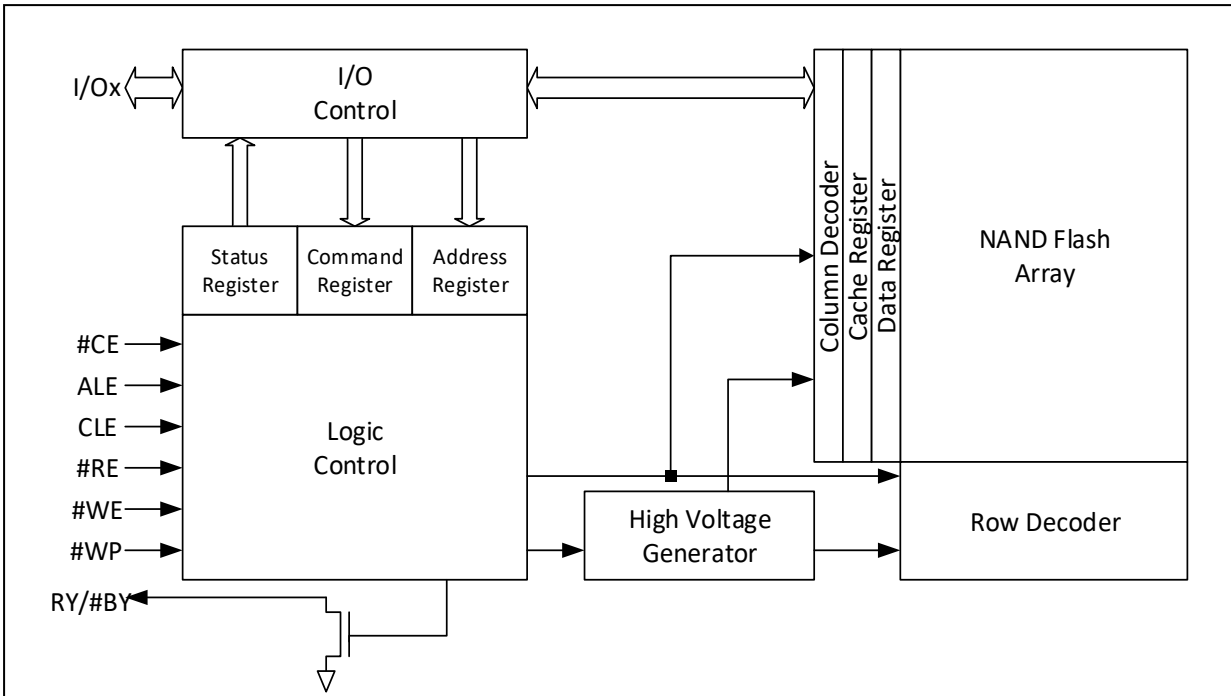 I/Ox
I/O
Control
Status
Register
Command
Register
Address
Register
#CE
ALE
CLE
#RE
#WE
#WP
RY/#BY
Logic
Control
High Voltage
Generator
Column Decoder
Cache Register
Data Register
NAND Flash
Array
Row Decoder